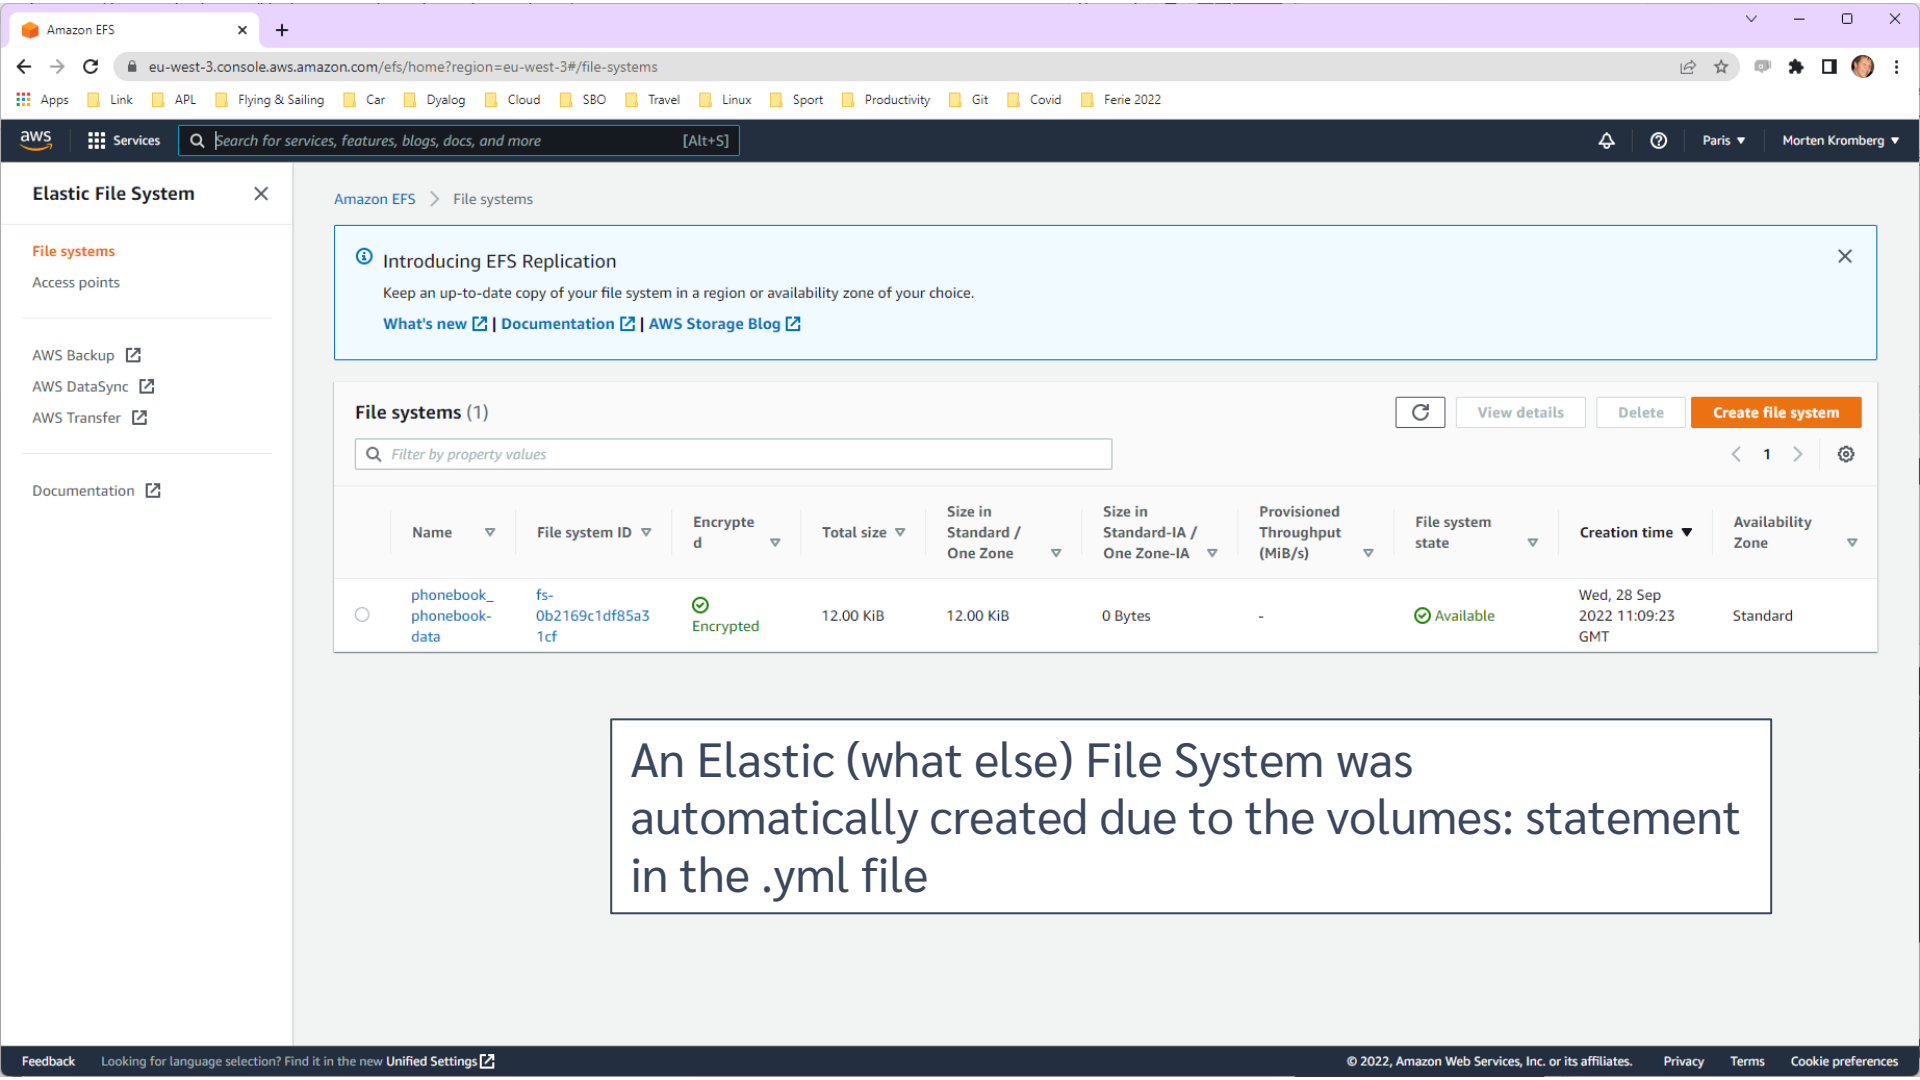 Amazon EFS
eu-west-3.console.aws.amazon.com/efs/home?region=eu-west-3#/file-systems
Apps Link APL Flying & Sailing Car Dyalog Cloud SBO Travel Linux Sport Productivity Git Covid Ferie 2022
aws Services Search for services, features, blogs, docs, and more [Alt+S] Paris Morten Kromberg
Elastic File System
File systems
Access points
AWS Backup
AWS DataSync
AWS Transfer
Documentation
Amazon EFS File systems
Introducing EFS Replication
Keep an up-to-date copy of your file system in a region or availability zone of your choice.
What's new | Documentation | AWS Storage Blog
File systems (1)
View details Delete Create file system
Filter by property values
1
Name
File system ID
Encrypte
d
Total size
Size in
Standard /
One Zone
Size in
Standard-IA /
One Zone-IA
Provisioned
Throughput
(MiB/s)
File system
state
Creation time
Availability
Zone
phonebook_
phonebook-
data
fs-
0b2169c1df85a3
1cf
Encrypted
12.00 KiB
12.00 KiB
0 Bytes
-
Available
Wed, 28 Sep
2022 11:09:23
GMT
Standard
An Elastic (what else) File System was
automatically created due to the volumes: statement
in the .yml file
Feedback Looking for language selection? Find it in the new Unified Settings © 2022, Amazon Web Services, Inc. or its affiliates. Privacy Terms Cookie preferences